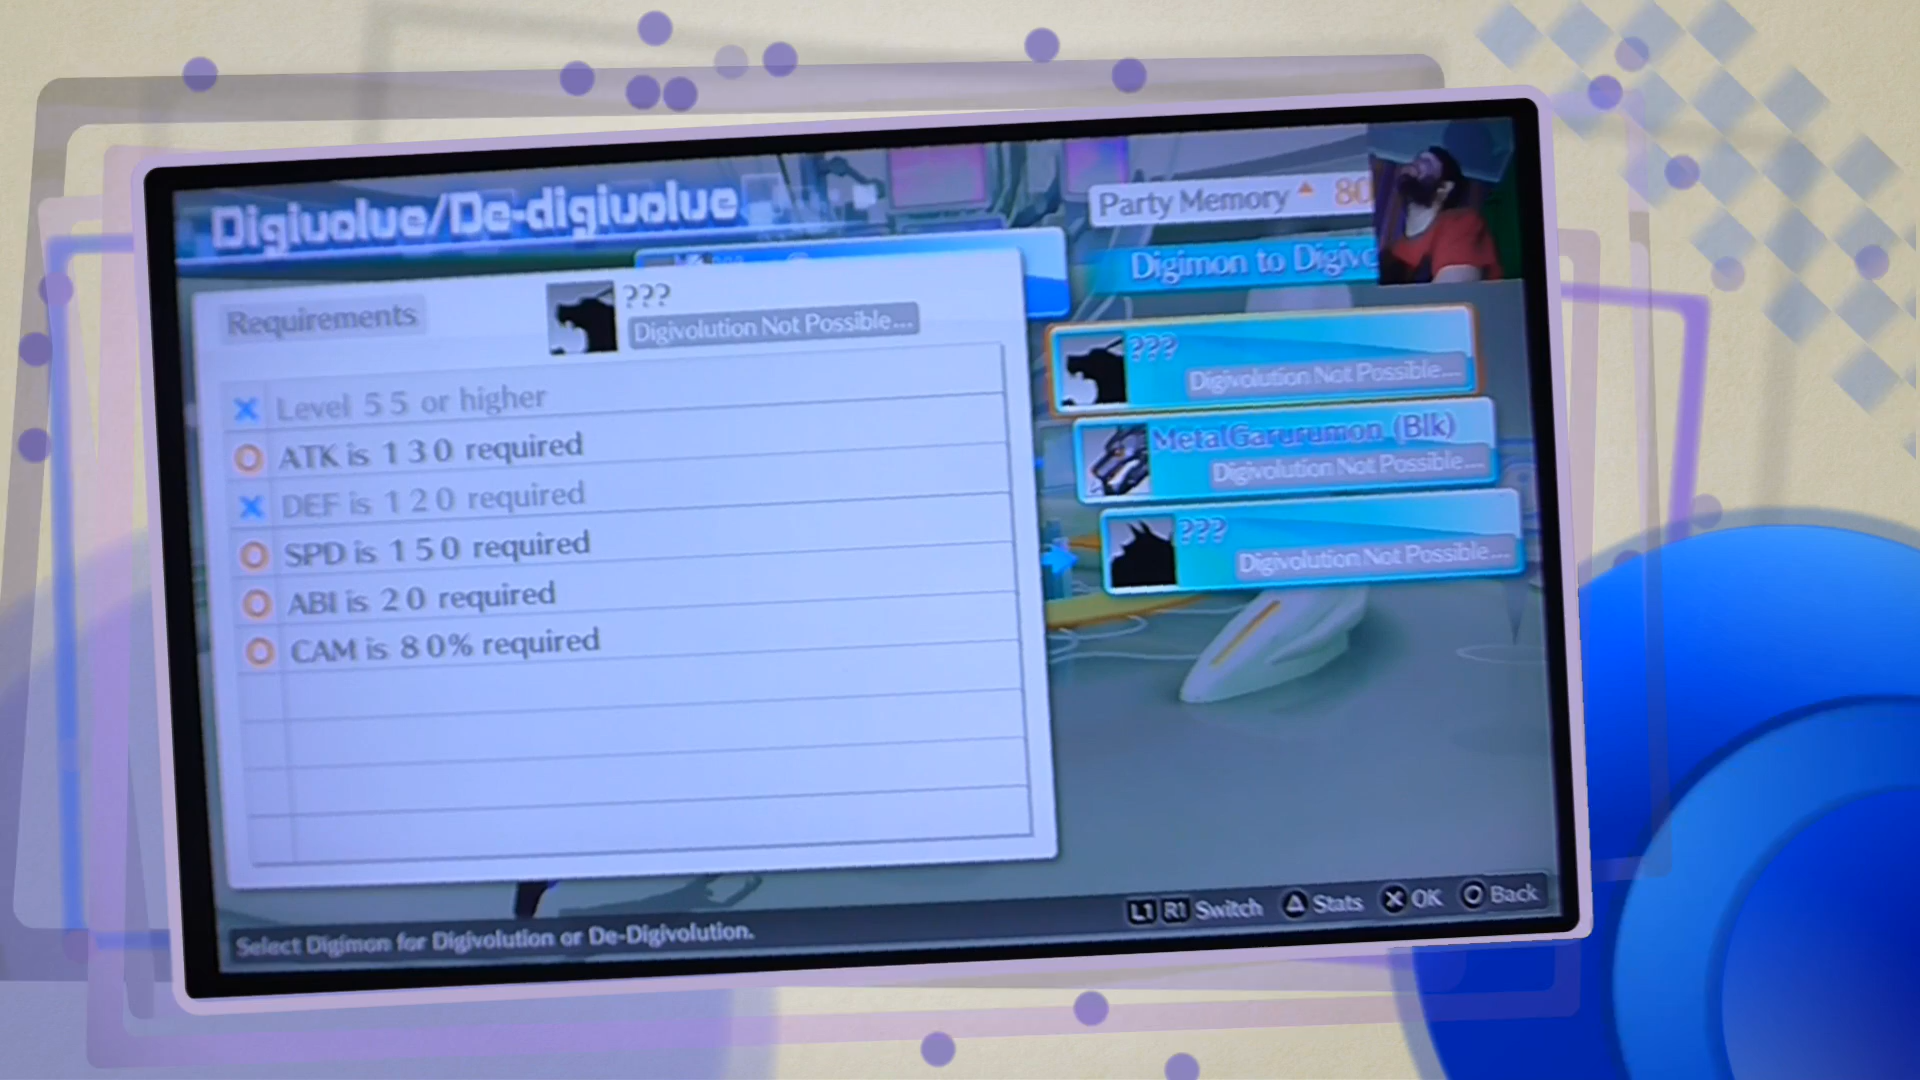 Digivolve/De-digivolve
Party Memory 80
Digimon to
Requirements
???
Digivolution Not Possible...
Level 55 or higher
ATK is 130 required
DEF is 120 required
SPD is 150 required
ABI is 20 required
CAM is 80% required
???
Digivolution Not Possible...
MetalGarurumon (Blk)
Digivolution Not Possible...
???
Digivolution Not Possible...
L1 R1 Switch Stats OK Back
Select Digimon for Digivolution or De-Digivolution.